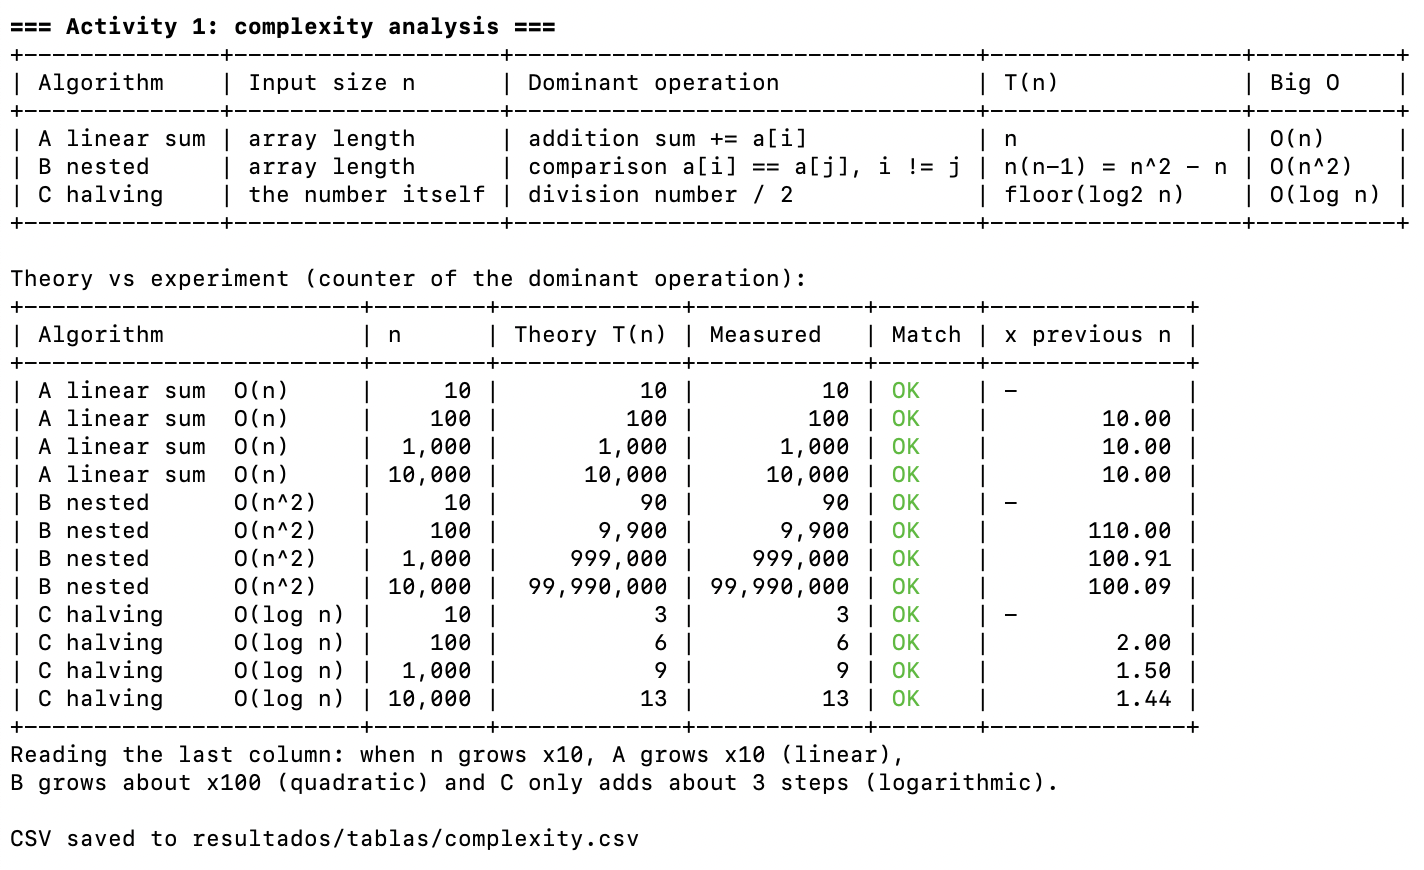 === Activity 1: complexity analysis ===
+--------------+-------------------+----------------------------------+------------------+----------+
| Algorithm    | Input size n      | Dominant operation               | T(n)             | Big O    |
+--------------+-------------------+----------------------------------+------------------+----------+
| A linear sum | array length      | addition sum += a[i]             | n                | O(n)     |
| B nested     | array length      | comparison a[i] == a[j], i != j  | n(n-1) = n^2 - n | O(n^2)   |
| C halving    | the number itself | division number / 2              | floor(log2 n)    | O(log n) |
+--------------+-------------------+----------------------------------+------------------+----------+
Theory vs experiment (counter of the dominant operation):
+------------------------+--------+-------------+------------+-------+--------------+
| Algorithm              | n      | Theory T(n) | Measured   | Match | x previous n |
+------------------------+--------+-------------+------------+-------+--------------+
| A linear sum  O(n)     |     10 |          10 |         10 | OK    | –            |
| A linear sum  O(n)     |    100 |         100 |        100 | OK    |        10.00 |
| A linear sum  O(n)     |  1,000 |       1,000 |      1,000 | OK    |        10.00 |
| A linear sum  O(n)     | 10,000 |      10,000 |     10,000 | OK    |        10.00 |
| B nested      O(n^2)   |     10 |          90 |         90 | OK    | –            |
| B nested      O(n^2)   |    100 |       9,900 |      9,900 | OK    |       110.00 |
| B nested      O(n^2)   |  1,000 |     999,000 |    999,000 | OK    |       100.91 |
| B nested      O(n^2)   | 10,000 |  99,990,000 | 99,990,000 | OK    |       100.09 |
| C halving     O(log n) |     10 |           3 |          3 | OK    | –            |
| C halving     O(log n) |    100 |           6 |          6 | OK    |         2.00 |
| C halving     O(log n) |  1,000 |           9 |          9 | OK    |         1.50 |
| C halving     O(log n) | 10,000 |          13 |         13 | OK    |         1.44 |
+------------------------+--------+-------------+------------+-------+--------------+
Reading the last column: when n grows x10, A grows x10 (linear),
B grows about x100 (quadratic) and C only adds about 3 steps (logarithmic).
CSV saved to resultados/tablas/complexity.csv